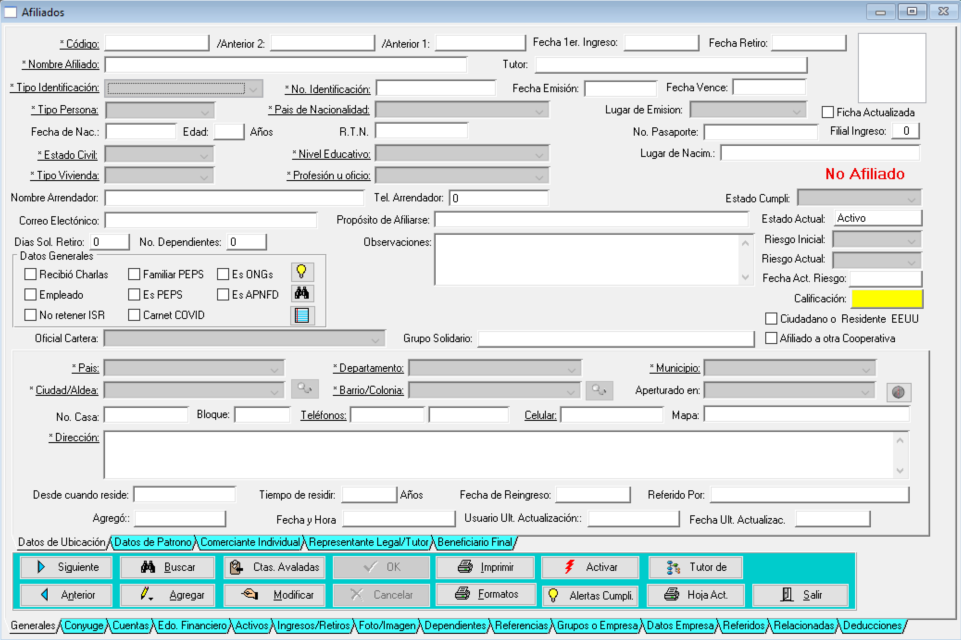 Afiliados
* Código: /Anterior 2: /Anterior 1: Fecha 1er. Ingreso: Fecha Retiro:
* Nombre Afiliado: Tutor:
* Tipo Identificación: * No. Identificación: Fecha Emisión: Fecha Vence:
* Tipo Persona: * Pais de Nacionalidad: Lugar de Emision: Ficha Actualizada
Fecha de Nac.: Edad: Años R.T.N. No. Pasaporte: Filial Ingreso: 0
* Estado Civil: * Nivel Educativo: Lugar de Nacim.:
* Tipo Vivienda: * Profesión u oficio: No Afiliado
Nombre Arrendador: Tel. Arrendador: 0 Estado Cumpli:
Correo Electónico: Propósito de Afiliarse: Estado Actual: Activo
Dias Sol. Retiro: 0 No. Dependientes: 0 Observaciones: Riesgo Inicial:
Datos Generales Riesgo Actual:
Recibió Charlas Familiar PEPS Es ONGs Fecha Act. Riesgo:
Empleado Es PEPS Es APNFD Calificación:
No retener ISR Carnet COVID Ciudadano o Residente EEUU
Oficial Cartera: Grupo Solidario: Afiliado a otra Cooperativa
* Pais: * Departamento: * Municipio:
* Ciudad/Aldea: * Barrio/Colonia: Aperturado en:
No. Casa: Bloque: Teléfonos: Celular: Mapa:
* Dirección:
Desde cuando reside: Tiempo de residir: Años Fecha de Reingreso: Referido Por:
Agregó:: Fecha y Hora Usuario Ult. Actualización:: Fecha Ult. Actualizac.
Datos de Ubicación Datos de Patrono Comerciante Individual Representante Legal/Tutor Beneficiario Final
Siguiente Buscar Ctas. Avaladas OK Imprimir Activar Tutor de
Anterior Agregar Modificar Cancelar Formatos Alertas Cumpli. Hoja Act. Salir
Generales Conyuge Cuentas Edo. Financiero Activos Ingresos/Retiros Foto/Imagen Dependientes Referencias Grupos o Empresa Datos Empresa Referidos Relacionadas Deducciones